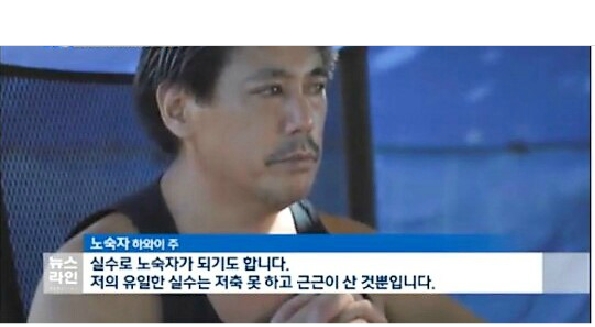 노숙자 하와이 주
뉴스
라인
실수로 노숙자가 되기도 합니다.
저의 유일한 실수는 저축 못 하고 근근이 산 것뿐입니다.